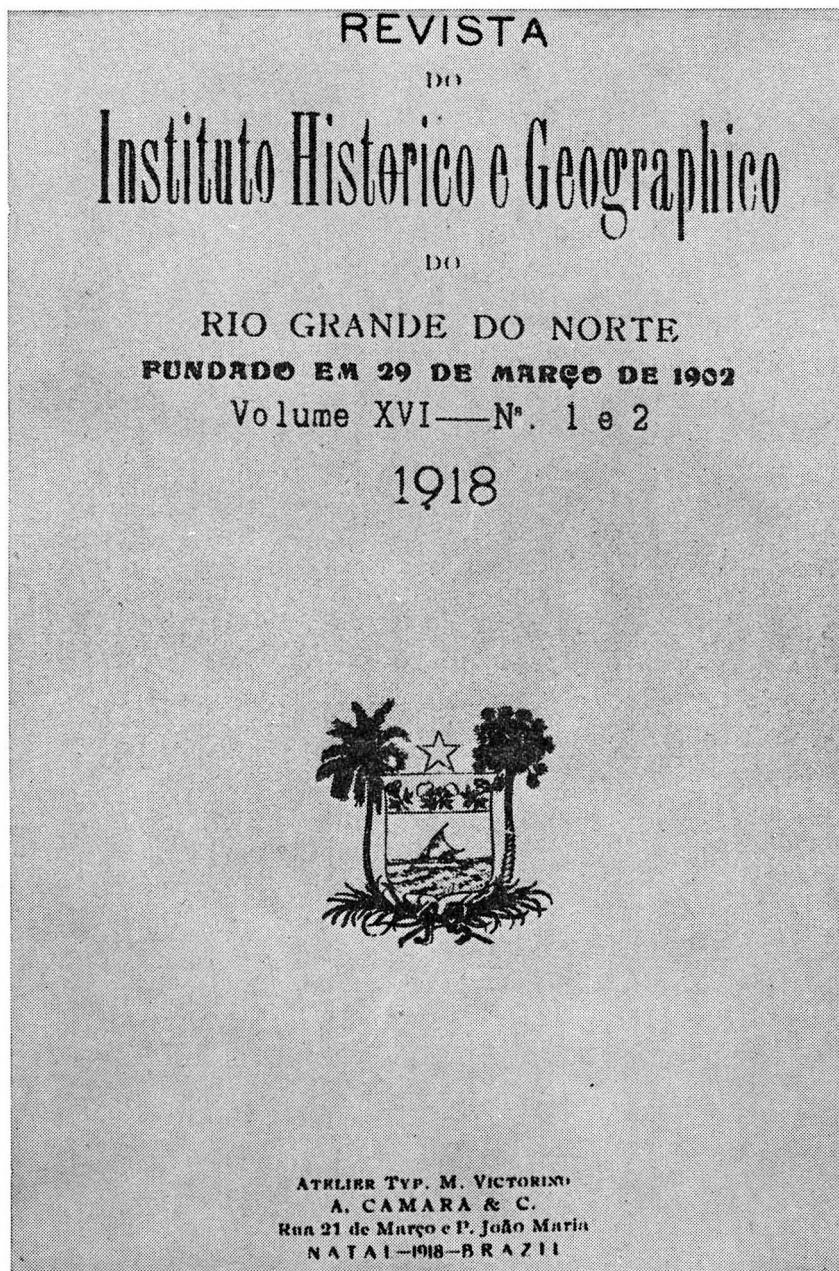 REVISTA
DO
Instituto Historico e Geographico
DO
RIO GRANDE DO NORTE
FUNDADO EM 29 DE MARÇO DE 1902
Volume XVI—Nº. 1 e 2
1918
ATELIER TYP. M. VICTORINO
A. CAMARA & C.
Rua 21 de Março e P. João Maria
NATAL—1918—BRAZIL